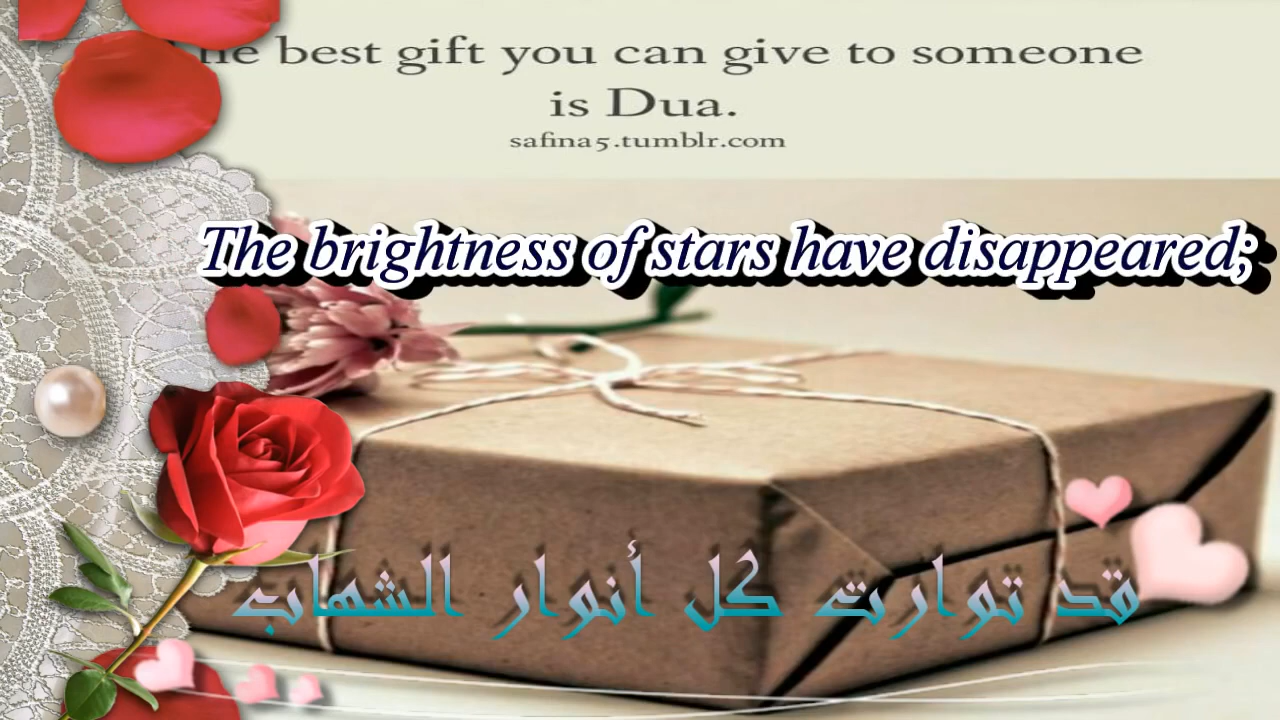 The best gift you can give to someone
is Dua.
safina5.tumblr.com
The brightness of stars have disappeared;
قد توارت كل أنوار الشهاب